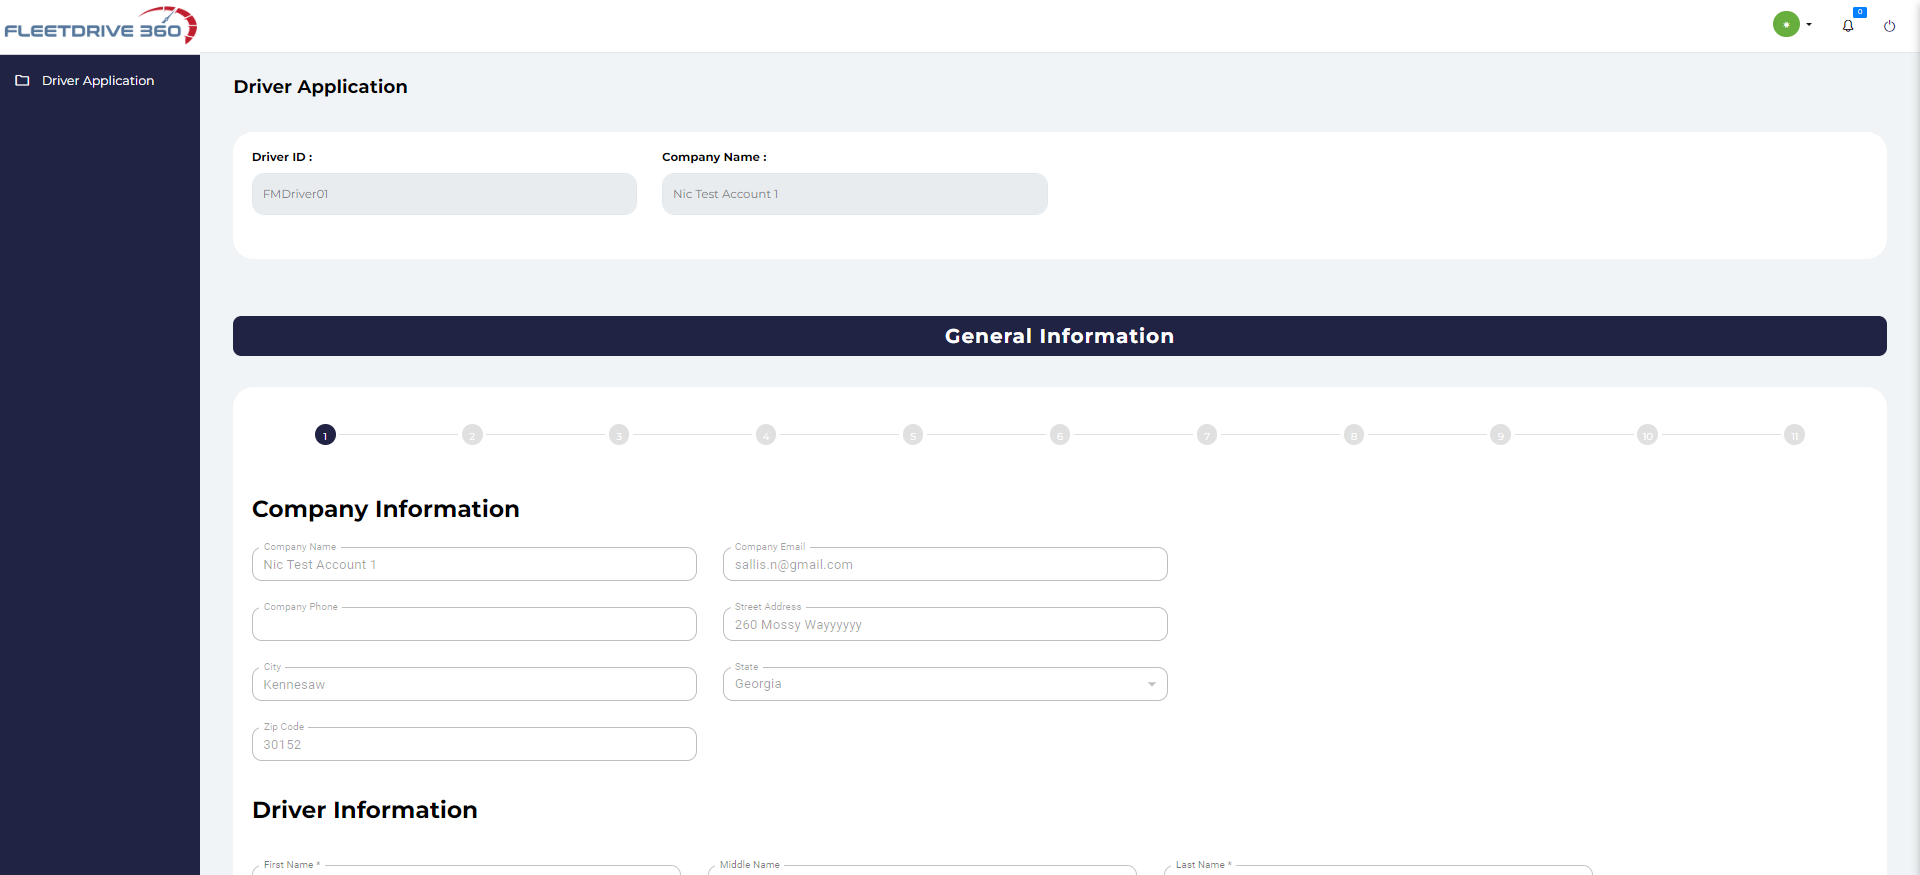 FLEETDRIVE 360
0
Driver Application
Driver Application
Driver ID :
Company Name :
FMDriver01
Nic Test Account 1
General Information
1 2 3 4 5 6 7 8 9 10 11
Company Information
Company Name
Nic Test Account 1
Company Email
sallis.n@gmail.com
Company Phone
Street Address
260 Mossy Wayyyyyy
City
Kennesaw
State
Georgia
Zip Code
30152
Driver Information
First Name *
Middle Name
Last Name *